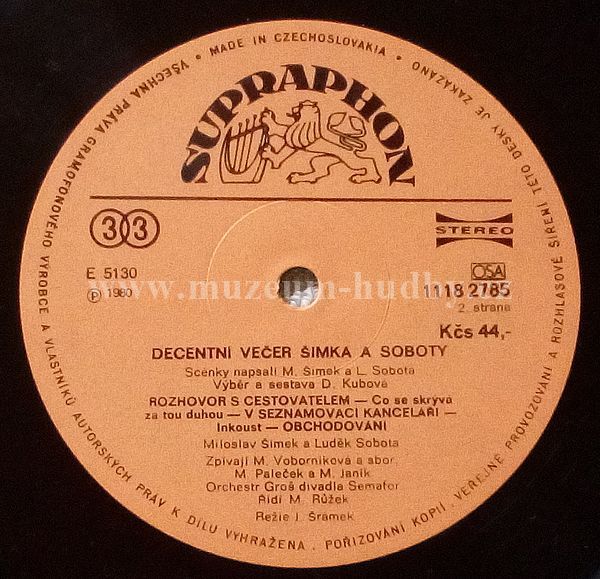 VŠECHNA PRÁVA GRAMOFONOVÉHO VÝROBCE A VLASTNÍKŮ AUTORSKÝCH PRÁV K DÍLU VYHRAŽENA . POŘIZOVÁNÍ KOPIÍ . VEŘEJNÉ PROVOZOVÁNÍ A ROZHLASOVÉ ŠÍŘENÍ TÉTO DESKY JE ZAKÁZÁNO
• MADE IN CZECHOSLOVAKIA •
SUPRAPHON
33
STEREO
E 5130
OSA
Ⓟ 1980
1118 2785
www.muzeum-hudby.cz
2. strana
Kčs 44,-
DECENTNÍ VEČER ŠIMKA A SOBOTY
Scénky napsali M. Šimek a L. Sobota
Výběr a sestava D. Kubová
ROZHOVOR S CESTOVATELEM — Co se skrývá
za tou duhou — V SEZNAMOVACÍ KANCELÁŘI —
Inkoust — OBCHODOVÁNÍ
Miloslav Šimek a Luděk Sobota
Zpívají M. Voborníková a sbor,
M. Paleček a M. Janík
Orchestr Groš divadla Semafor
Řídí M. Růžek
Režie J. Šrámek